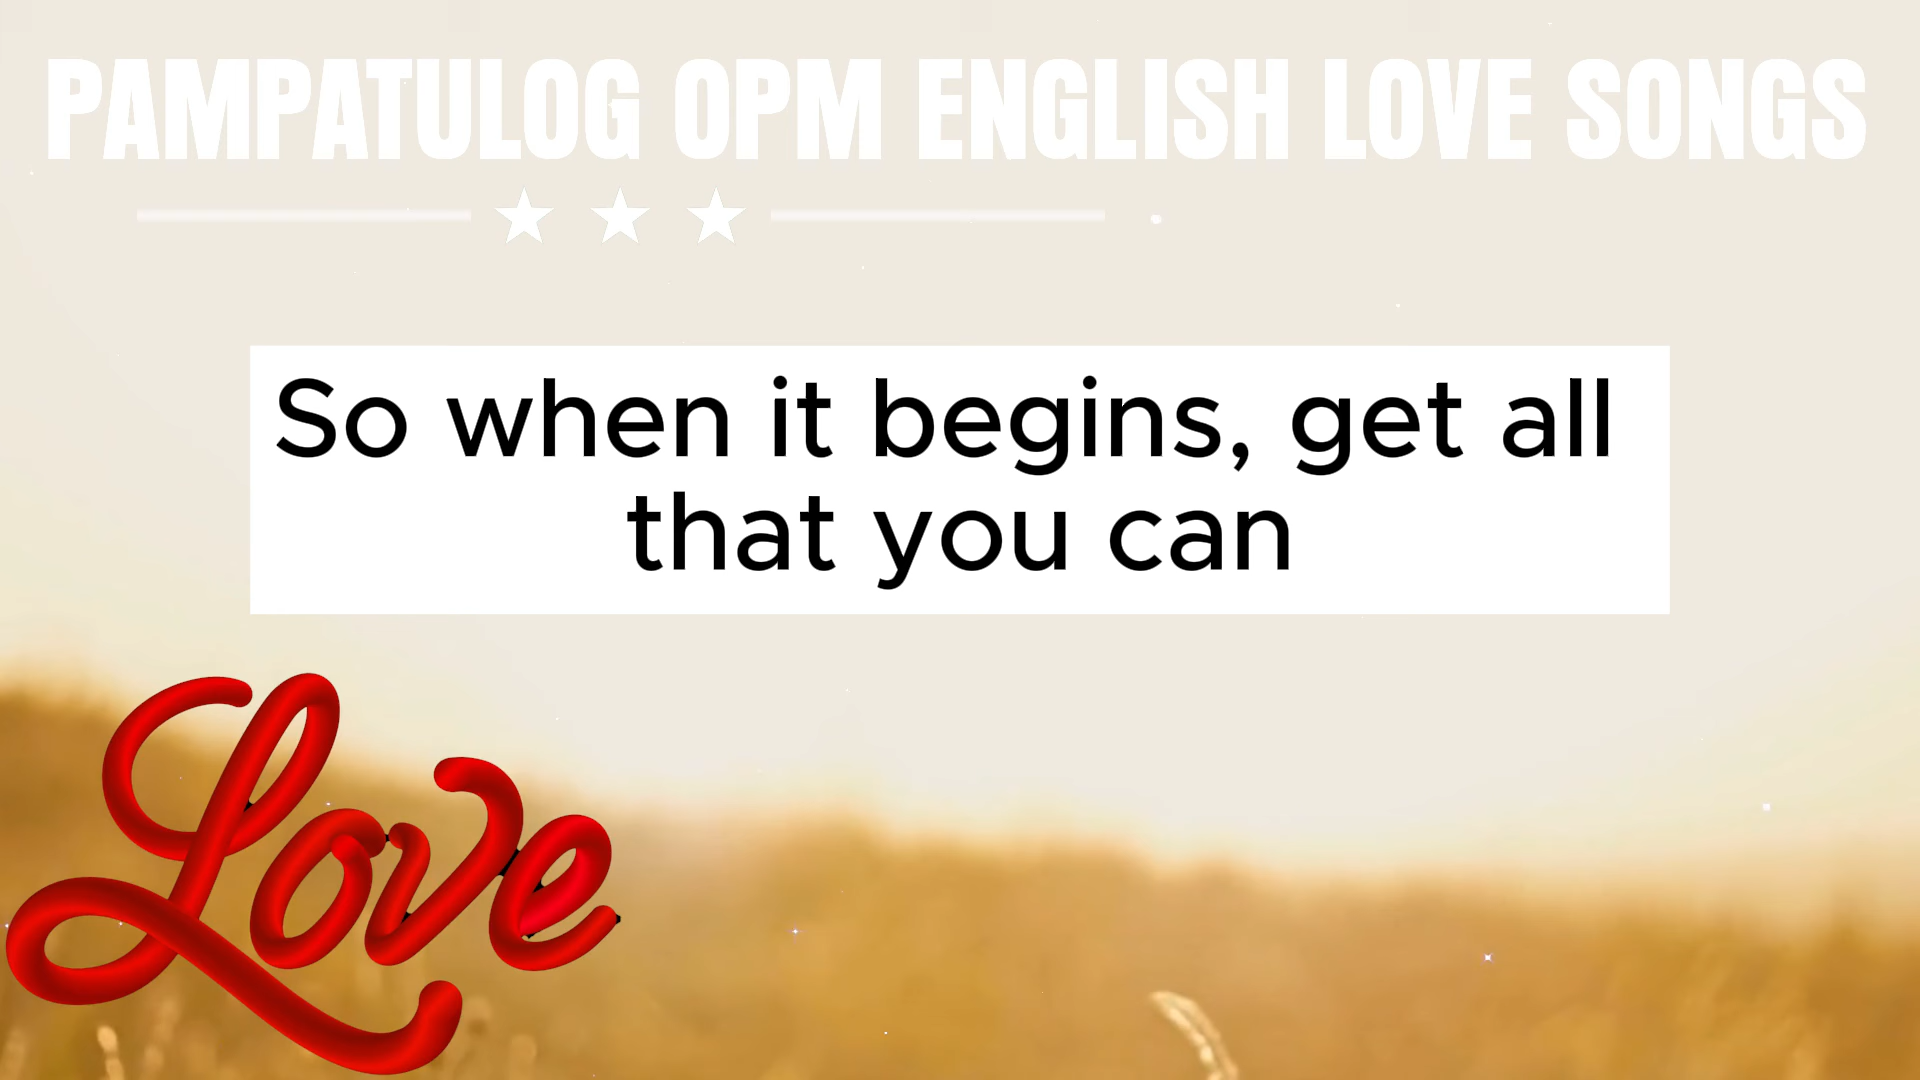 PAMPATULOG OPM ENGLISH LOVE SONGS
So when it begins, get all
that you can
Love